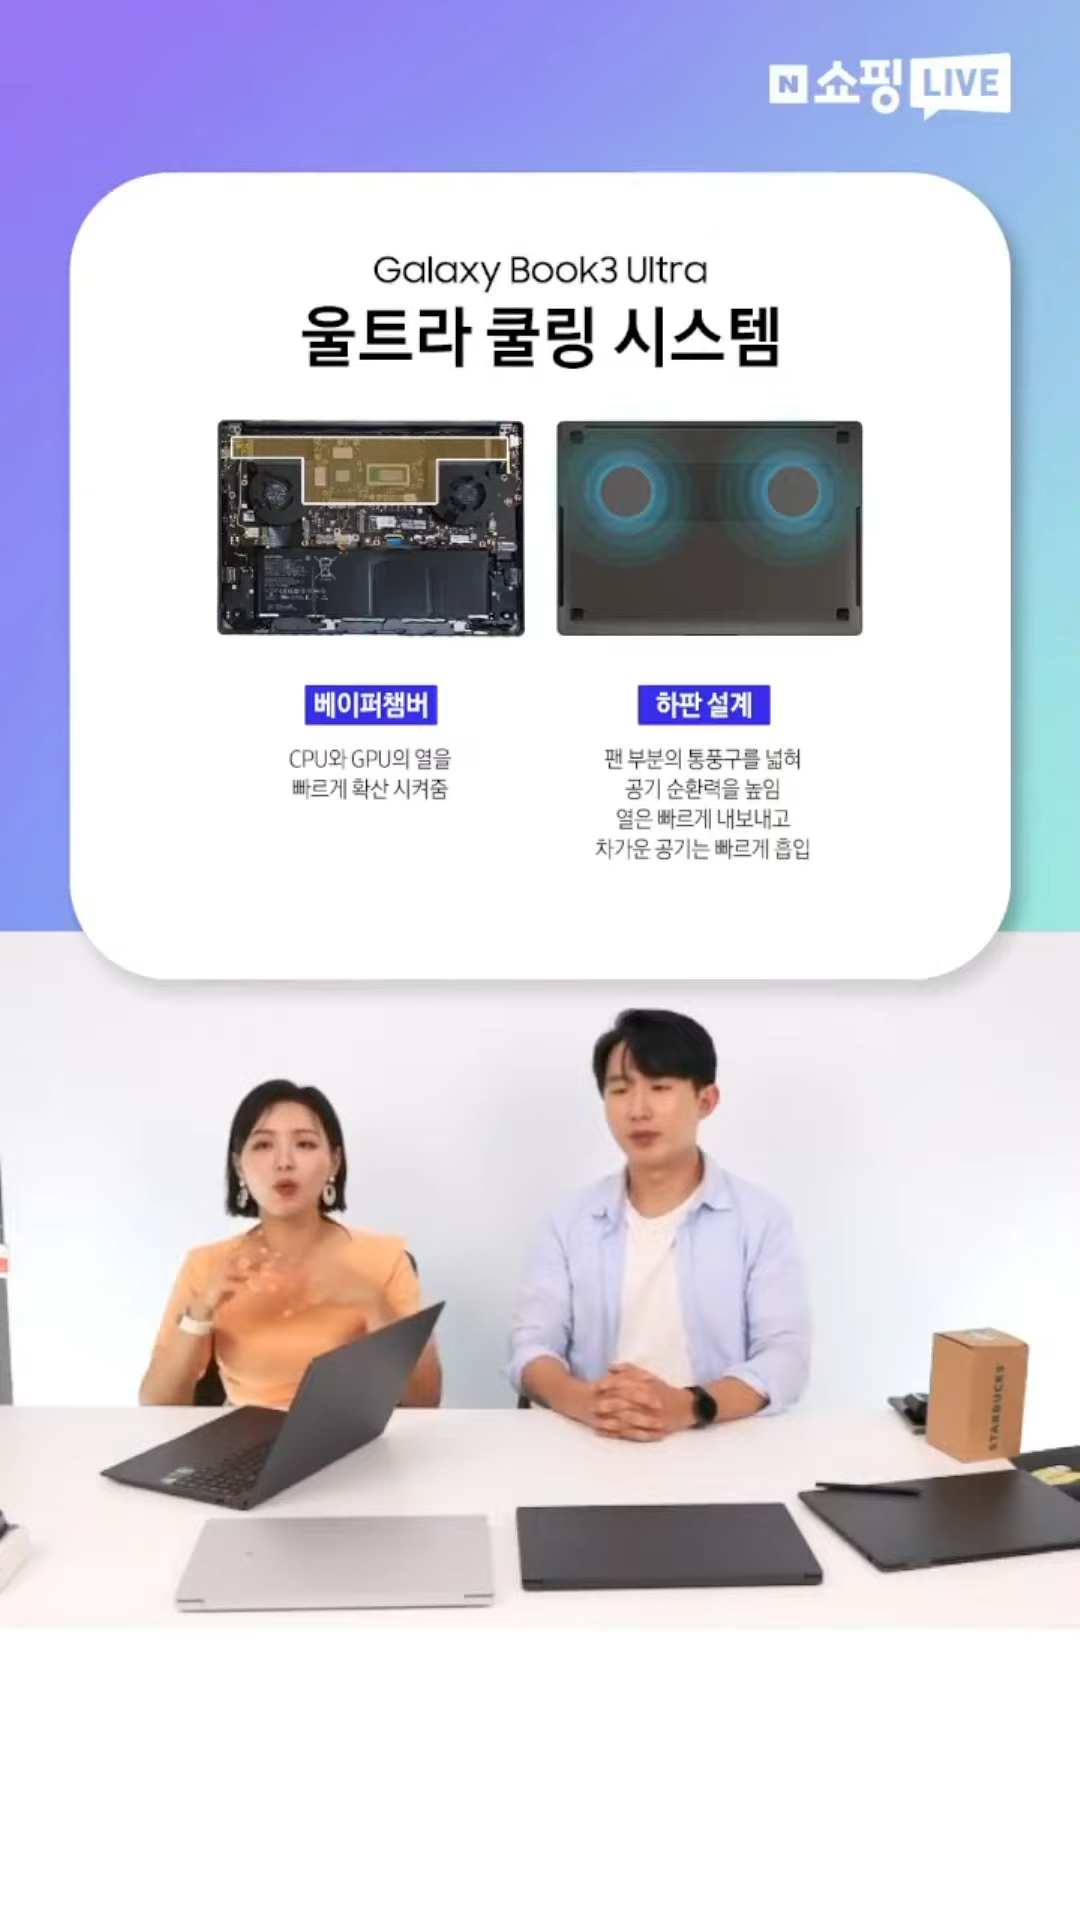 N 쇼핑 LIVE
Galaxy Book3 Ultra
울트라 쿨링 시스템
베이퍼챔버
CPU와 GPU의 열을
빠르게 확산 시켜줌
하판 설계
팬 부분의 통풍구를 넓혀
공기 순환력을 높임
열은 빠르게 내보내고
차가운 공기는 빠르게 흡입
STARBUCKS